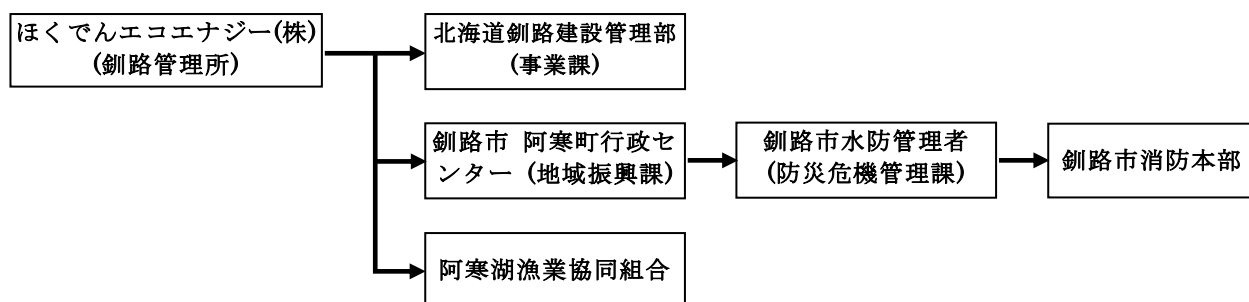 ほくでんエコエナジー(株)
(釧路管理所)
北海道釧路建設管理部
(事業課)
釧路市 阿寒町行政セ
ンター (地域振興課)
釧路市水防管理者
(防災危機管理課)
釧路市消防本部
阿寒湖漁業協同組合